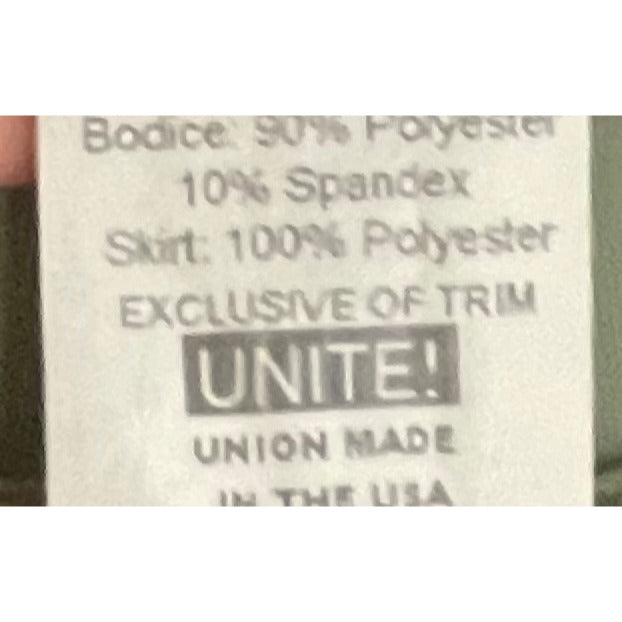 Bodice: 90% Polyester
10% Spandex
Skirt: 100% Polyester
EXCLUSIVE OF TRIM
UNITE!
UNION MADE
IN THE USA